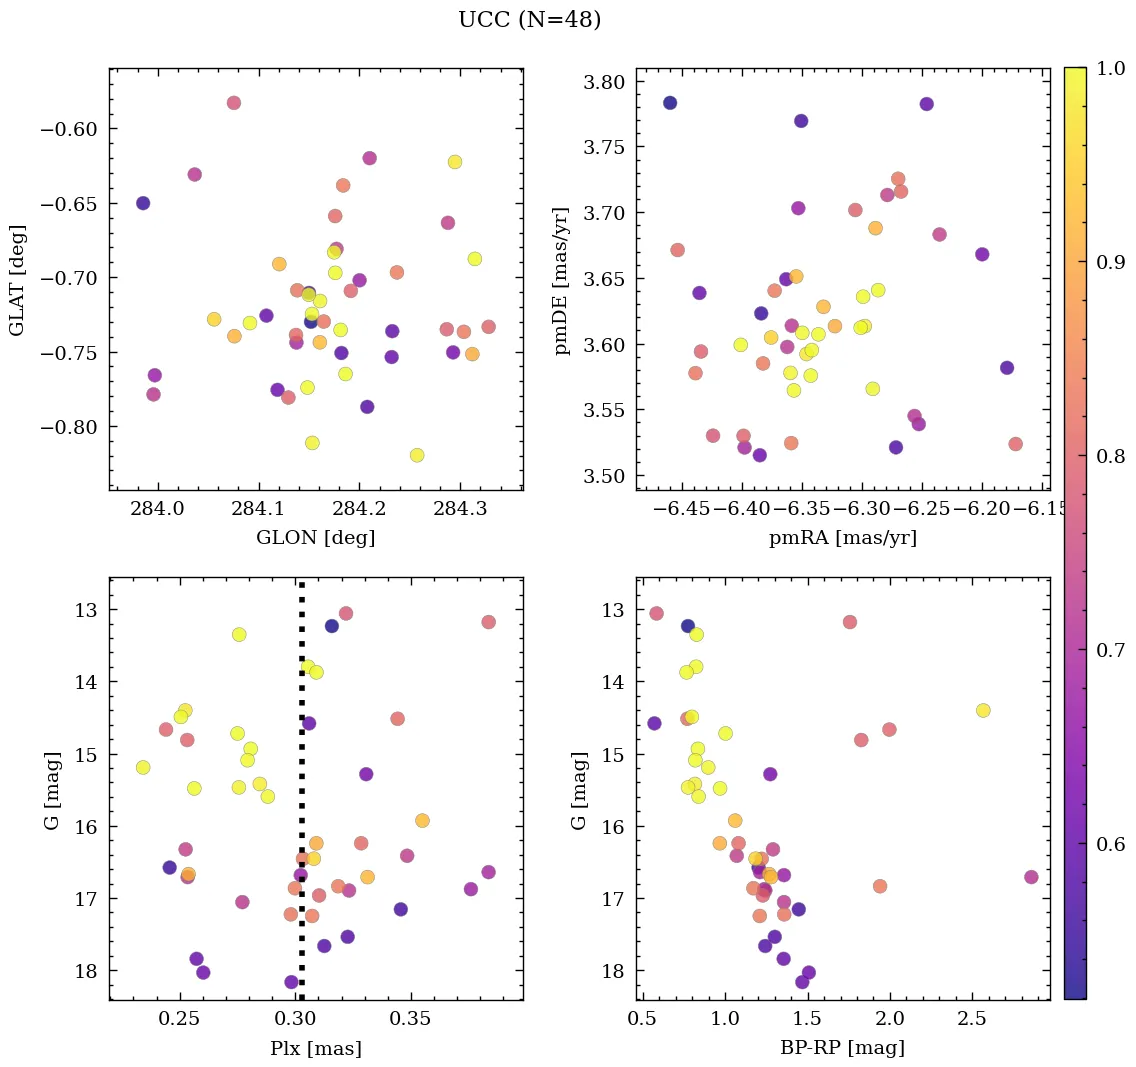 UCC (N=48)
−0.60
−0.65
−0.70
−0.75
−0.80
GLAT [deg]
284.0 284.1 284.2 284.3
GLON [deg]
3.80
3.75
3.70
3.65
3.60
3.55
3.50
pmDE [mas/yr]
−6.45 −6.40 −6.35 −6.30 −6.25 −6.20 −6.15
pmRA [mas/yr]
13
14
15
16
17
18
G [mag]
0.25 0.30 0.35
Plx [mas]
13
14
15
16
17
18
G [mag]
0.5 1.0 1.5 2.0 2.5
BP-RP [mag]
1.0
0.9
0.8
0.7
0.6